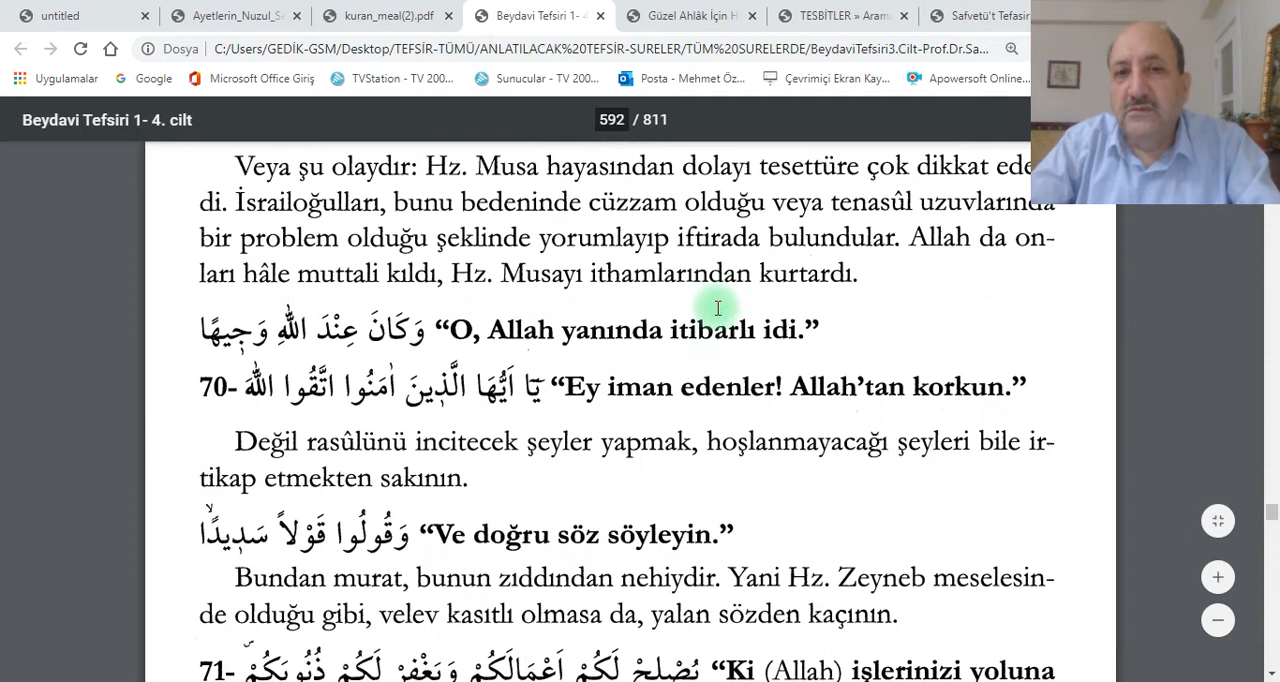 untitled
Ayetlerin_Nuzul_Se
kuran_meal(2).pdf
Beydavi Tefsiri 1- 4
Güzel Ahlâk İçin H
TESBİTLER » Aram
Safvetü't Tefasir
Dosya
C:/Users/GEDİK-GSM/Desktop/TEFSİR-TÜMÜ/ANLATILACAK%20TEFSİR-SURELER/TÜM%20SURELERDE/BeydaviTefsiri3.Cilt-Prof.Dr.Sa...
Uygulamalar
Google
Microsoft Office Giriş
TVStation - TV 200...
Sunucular - TV 200...
Posta - Mehmet Öz...
Çevrimiçi Ekran Kay...
Apowersoft Online...
Beydavi Tefsiri 1- 4. cilt
592 / 811
Veya şu olaydır: Hz. Musa hayasından dolayı tesettüre çok dikkat ede
di. İsrailoğulları, bunu bedeninde cüzzam olduğu veya tenasûl uzuvlarında
bir problem olduğu şeklinde yorumlayıp iftirada bulundular. Allah da on-
ları hâle muttali kıldı, Hz. Musayı ithamlarından kurtardı.
وَكَانَ عِنْدَ اللّٰهِ وَجٖيهًا “O, Allah yanında itibarlı idi.”
70- يَٓا اَيُّهَا الَّذٖينَ اٰمَنُوا اتَّقُوا اللّٰهَ “Ey iman edenler! Allah’tan korkun.”
Değil rasûlünü incitecek şeyler yapmak, hoşlanmayacağı şeyleri bile ir-
tikap etmekten sakının.
وَقُولُوا قَوْلاً سَدٖيدًاۙ “Ve doğru söz söyleyin.”
Bundan murat, bunun zıddından nehiydir. Yani Hz. Zeyneb meselesin-
de olduğu gibi, velev kasıtlı olmasa da, yalan sözden kaçının.
71- يُصْلِحْ لَكُمْ اَعْمَالَكُمْ وَيَغْفِرْ لَكُمْ ذُنُوبَكُمْ “Ki (Allah) işlerinizi yoluna